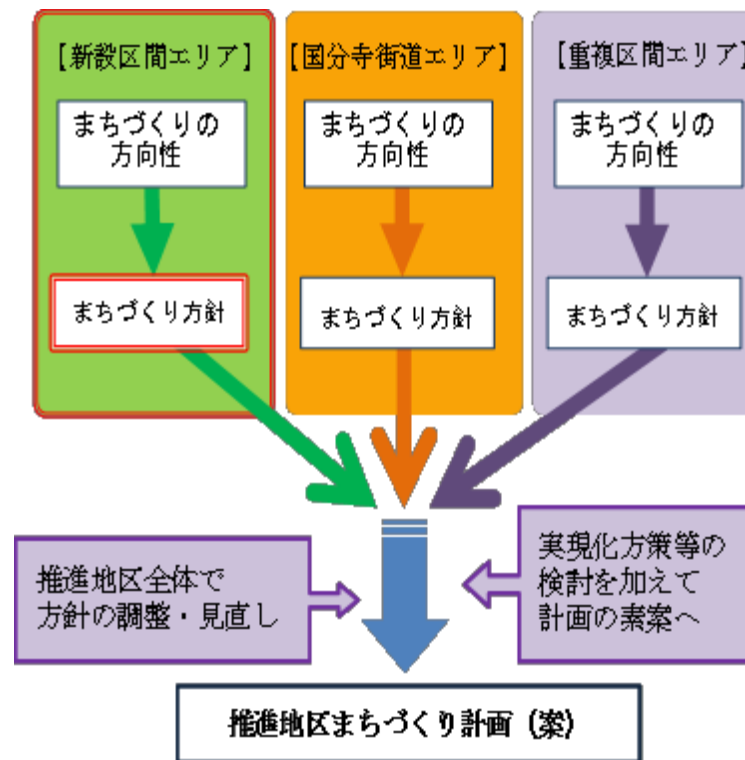 【新設区間エリア】
まちづくりの
方向性
まちづくり方針
【国分寺街道エリア】
まちづくりの
方向性
まちづくり方針
【重複区間エリア】
まちづくりの
方向性
まちづくり方針
推進地区全体で
方針の調整・見直し
実現化方策等の
検討を加えて
計画の素案へ
推進地区まちづくり計画（案）